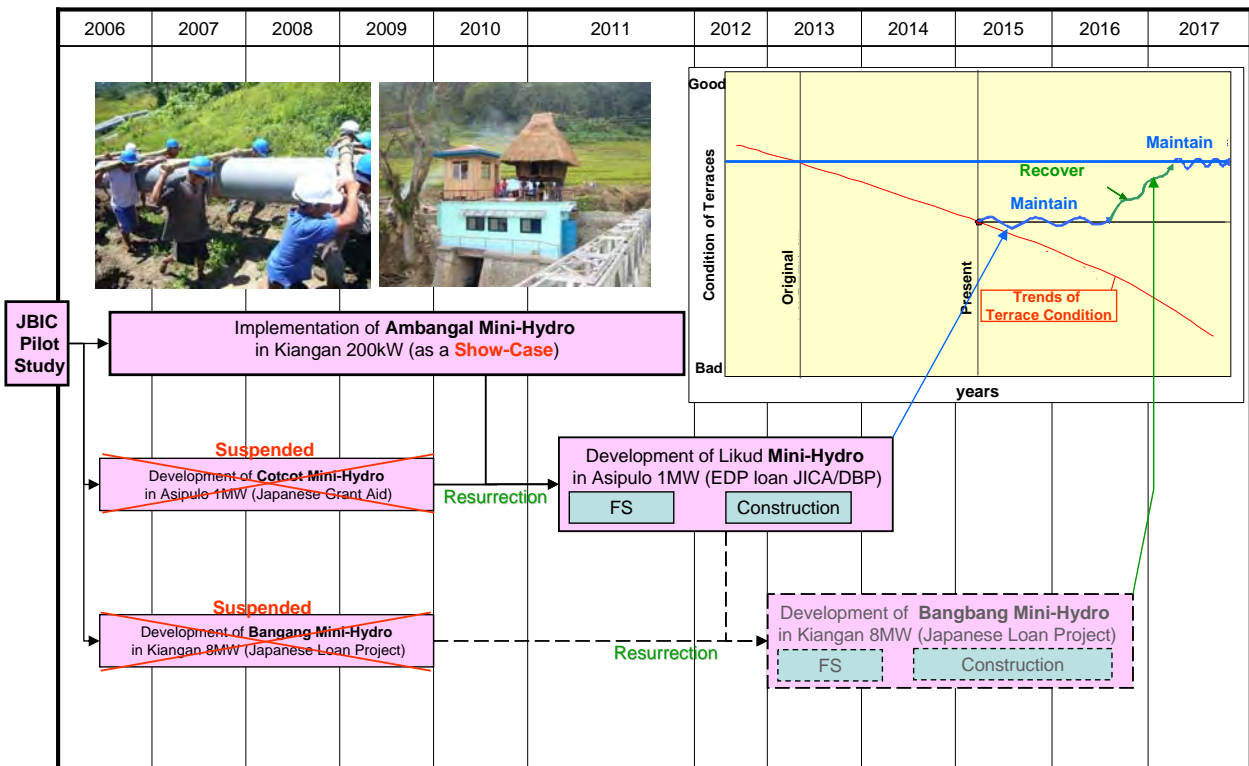 2006 2007 2008 2009 2010 2011 2012 2013 2014 2015 2016 2017
Good
Condition of Terraces
Bad
Original
Present
years
Maintain
Recover
Maintain
Trends of
Terrace Condition
JBIC
Pilot
Study
Implementation of Ambangal Mini-Hydro
in Kiangan 200kW (as a Show-Case)
Suspended
Development of Cotcot Mini-Hydro
in Asipulo 1MW (Japanese Grant Aid)
Resurrection
Development of Likud Mini-Hydro
in Asipulo 1MW (EDP loan JICA/DBP)
FS
Construction
Suspended
Development of Bangang Mini-Hydro
in Kiangan 8MW (Japanese Loan Project)
Resurrection
Development of Bangbang Mini-Hydro
in Kiangan 8MW (Japanese Loan Project)
FS
Construction